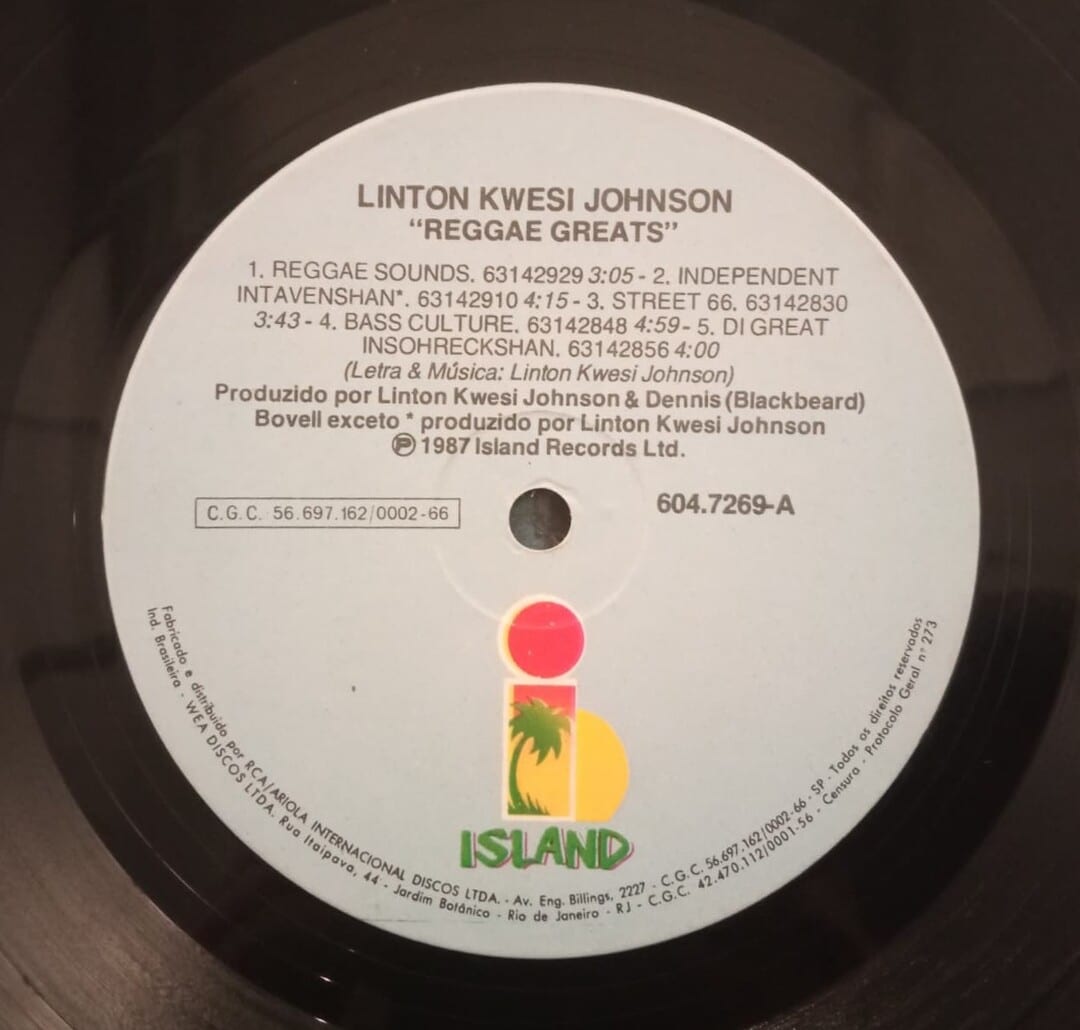 LINTON KWESI JOHNSON
“REGGAE GREATS”
1. REGGAE SOUNDS. 63142929 3:05 - 2. INDEPENDENT
INTAVENSHAN*. 63142910 4:15 - 3. STREET 66. 63142830
3:43 - 4. BASS CULTURE. 63142848 4:59 - 5. DI GREAT
INSOHRECKSHAN. 63142856 4:00
(Letra & Música: Linton Kwesi Johnson)
Produzido por Linton Kwesi Johnson & Dennis (Blackbeard)
Bovell exceto * produzido por Linton Kwesi Johnson
Ⓟ 1987 Island Records Ltd.
C.G.C. 56.697.162/0002-66
604.7269-A
i
ISLAND
Fabricado e distribuido por RCA/ARIOLA INTERNACIONAL DISCOS LTDA. - Av. Eng. Billings, 2227 - C.G.C. 56.697.162/0002-66 - SP - Todos os direitos reservados
Ind. Brasileira - WEA DISCOS LTDA. Rua Itaipava, 44 - Jardim Botânico - Rio de Janeiro - RJ - C.G.C. 42.470.112/0001-56 - Censura - Protocolo Geral nº 273